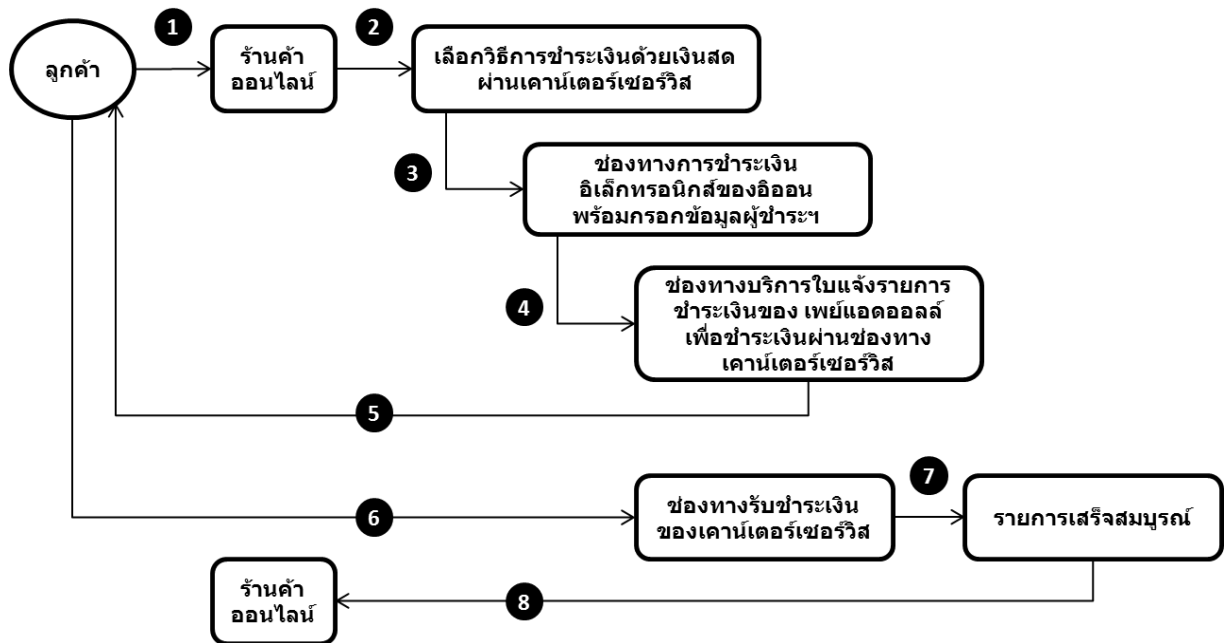 1
2
ลูกค้า
ร้านค้า
ออนไลน์
เลือกวิธีการชำระเงินด้วยเงินสด
ผ่านเคาน์เตอร์เซอร์วิส
3
ช่องทางการชำระเงิน
อิเล็กทรอนิกส์ของอิออน
พร้อมกรอกข้อมูลผู้ชำระฯ
4
ช่องทางบริการใบแจ้งรายการ
ชำระเงินของ เพย์แอดออลล์
เพื่อชำระเงินผ่านช่องทาง
เคาน์เตอร์เซอร์วิส
5
6
ช่องทางรับชำระเงิน
ของเคาน์เตอร์เซอร์วิส
7
รายการเสร็จสมบูรณ์
8
ร้านค้า
ออนไลน์